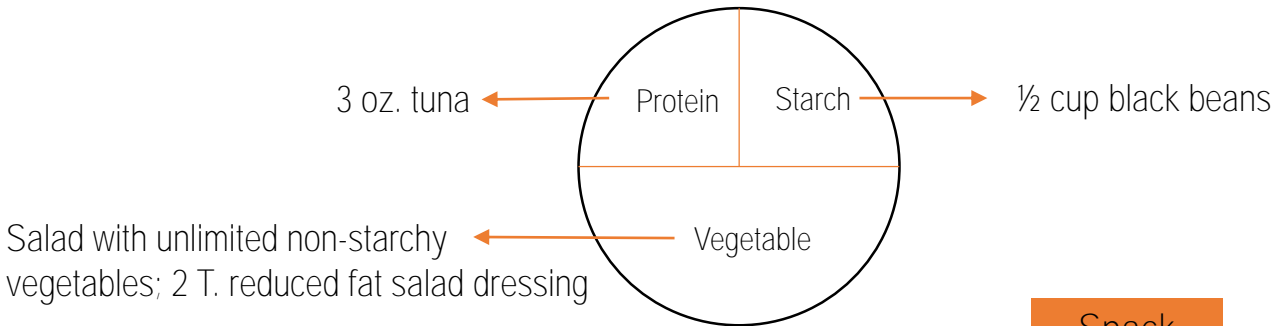 3 oz. tuna
Protein
Starch
½ cup black beans
Salad with unlimited non-starchy
vegetables; 2 T. reduced fat salad dressing
Vegetable
Snack